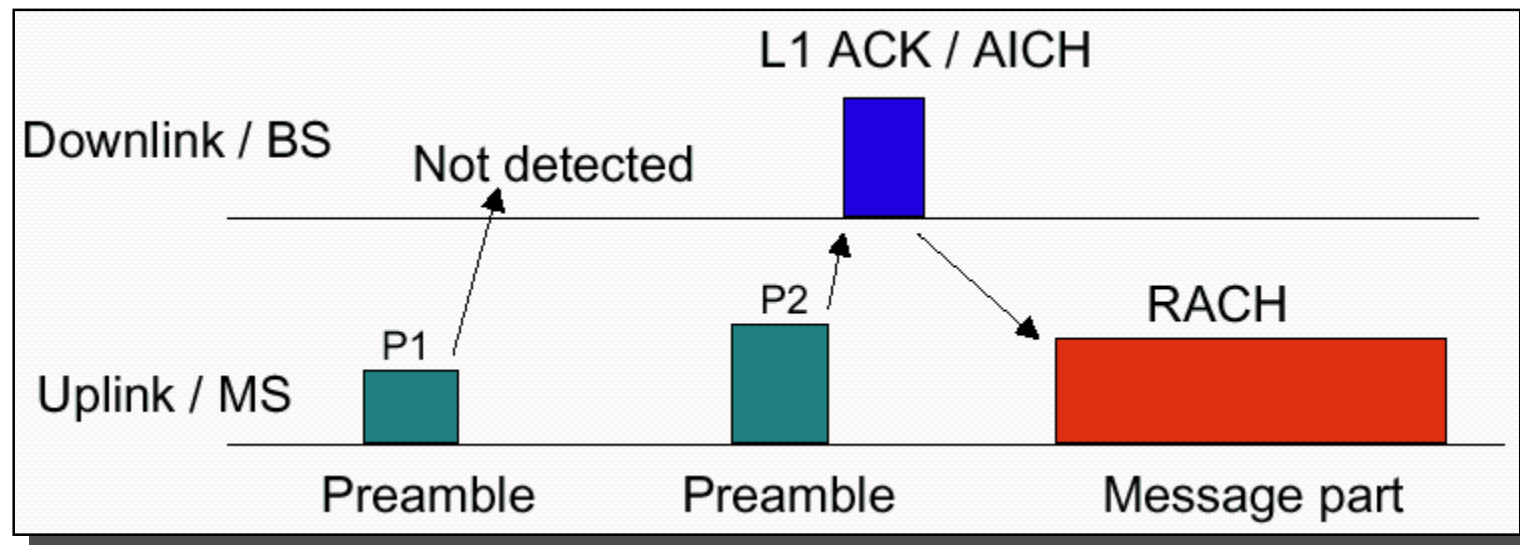 L1 ACK / AICH
Downlink / BS
Not detected
P2
RACH
P1
Uplink / MS
Preamble
Preamble
Message part